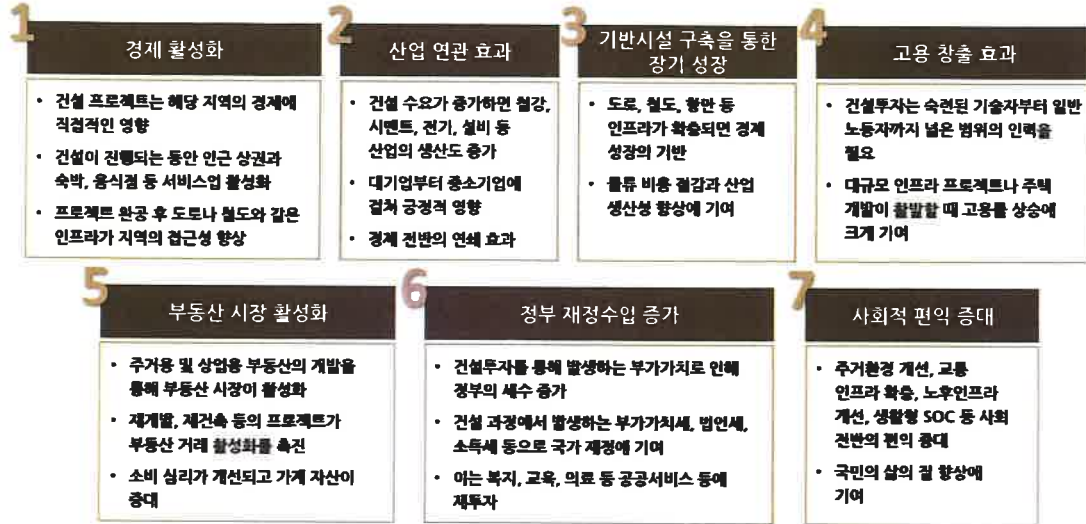 1
경제 활성화
• 건설 프로젝트는 해당 지역의 경제에
직접적인 영향
• 건설이 진행되는 동안 인근 상권과
숙박, 음식점 등 서비스업 활성화
• 프로젝트 완공 후 도로나 철도와 같은
인프라가 지역의 접근성 향상
2
산업 연관 효과
• 건설 수요가 증가하면 철강,
시멘트, 전기, 설비 등
산업의 생산도 증가
• 대기업부터 중소기업에
걸쳐 긍정적 영향
• 경제 전반의 연쇄 효과
3
기반시설 구축을 통한
장기 성장
• 도로, 철도, 항만 등
인프라가 확충되면 경제
성장의 기반
• 물류 비용 절감과 산업
생산성 향상에 기여
4
고용 창출 효과
• 건설투자는 숙련된 기술자부터 일반
노동자까지 넓은 범위의 인력을
필요
• 대규모 인프라 프로젝트나 주택
개발이 활발할 때 고용률 상승에
크게 기여
5
부동산 시장 활성화
• 주거용 및 상업용 부동산의 개발을
통해 부동산 시장이 활성화
• 재개발, 재건축 등의 프로젝트가
부동산 거래 활성화를 촉진
• 소비 심리가 개선되고 가계 자산이
증대
6
정부 재정수입 증가
• 건설투자를 통해 발생하는 부가가치로 인해
정부의 세수 증가
• 건설 과정에서 발생하는 부가가치세, 법인세,
소득세 등으로 국가 재정에 기여
• 이는 복지, 교육, 의료 등 공공서비스 등에
재투자
7
사회적 편익 증대
• 주거환경 개선, 교통
인프라 확충, 노후인프라
개선, 생활형 SOC 등 사회
전반의 편익 증대
• 국민의 삶의 질 향상에
기여